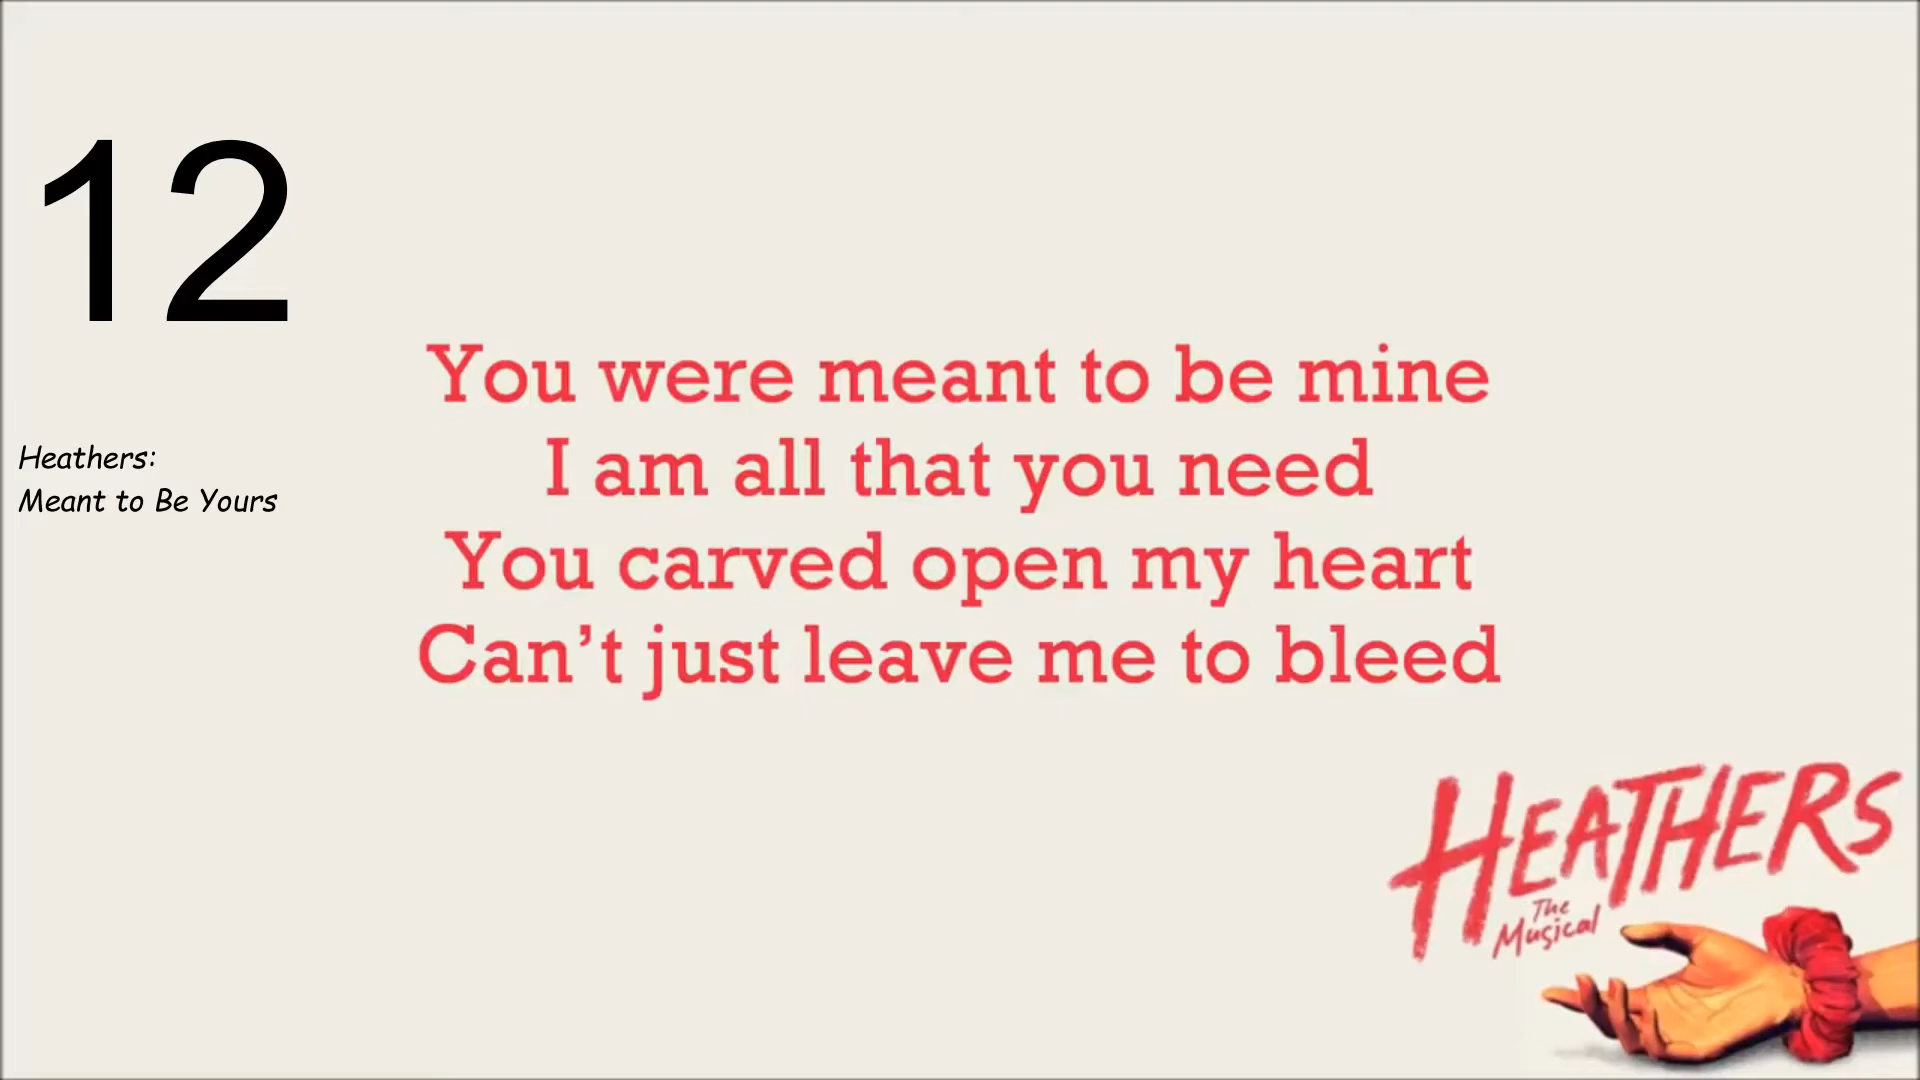 12
Heathers:
Meant to Be Yours
You were meant to be mine
I am all that you need
You carved open my heart
Can’t just leave me to bleed
HEATHERS
The
Musical